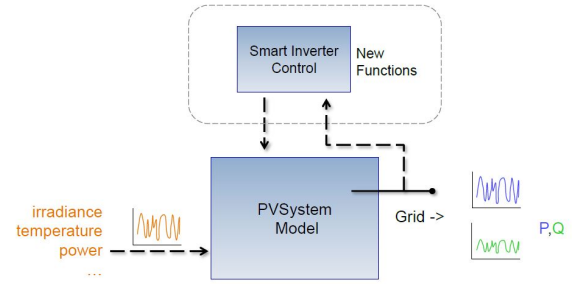 Smart Inverter
Control
New
Functions
PVSystem
Model
irradiance
temperature
power
...
Grid ->
P,Q